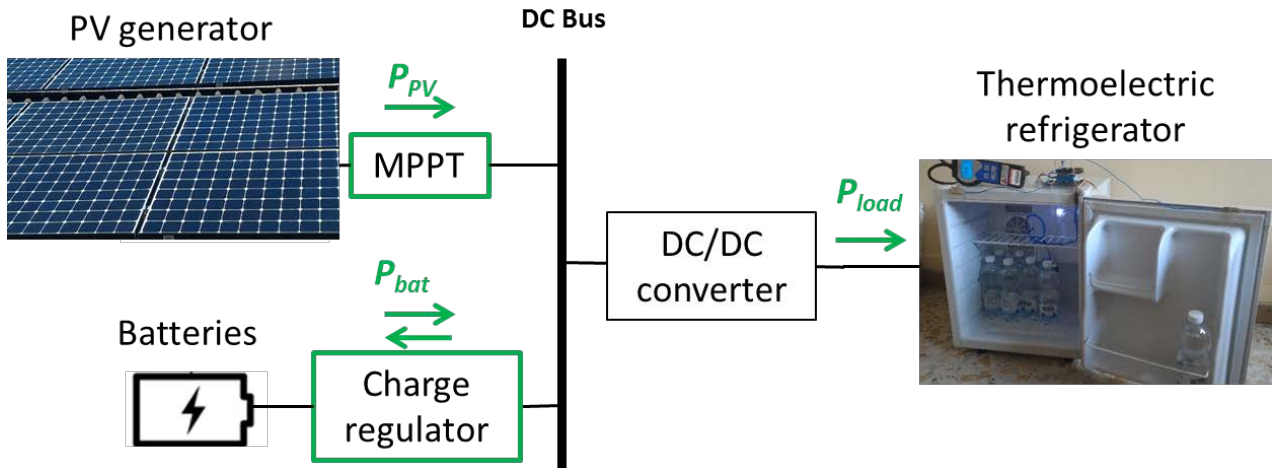 DC Bus
PV generator
P_PV
MPPT
Thermoelectric
refrigerator
P_load
DC/DC
converter
P_bat
Batteries
Charge
regulator